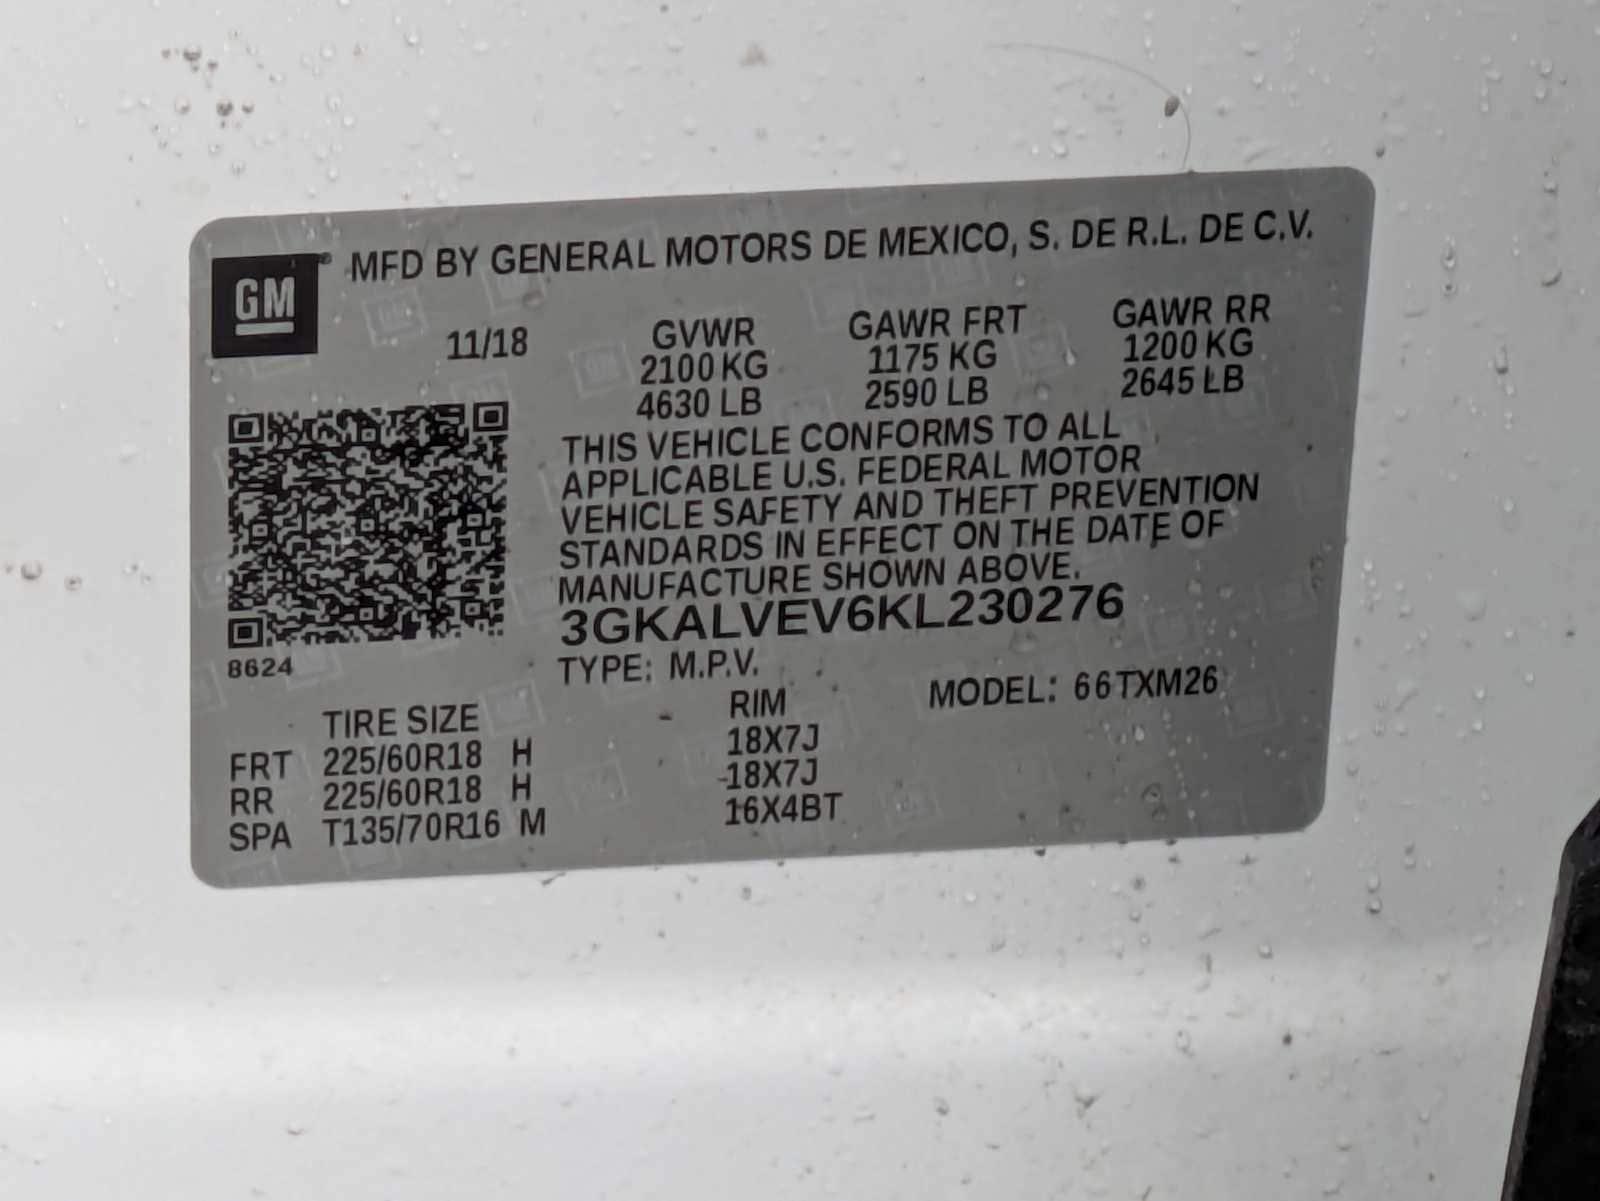 GM
MFD BY GENERAL MOTORS DE MEXICO, S. DE R.L. DE C.V.
11/18 GVWR GAWR FRT GAWR RR
2100 KG 1175 KG 1200 KG
4630 LB 2590 LB 2645 LB
THIS VEHICLE CONFORMS TO ALL
APPLICABLE U.S. FEDERAL MOTOR
VEHICLE SAFETY AND THEFT PREVENTION
STANDARDS IN EFFECT ON THE DATE OF
MANUFACTURE SHOWN ABOVE.
3GKALVEV6KL230276
8624
TYPE: M.P.V. MODEL: 66TXM26
TIRE SIZE RIM
FRT 225/60R18 H 18X7J
RR 225/60R18 H 18X7J
SPA T135/70R16 M 16X4BT